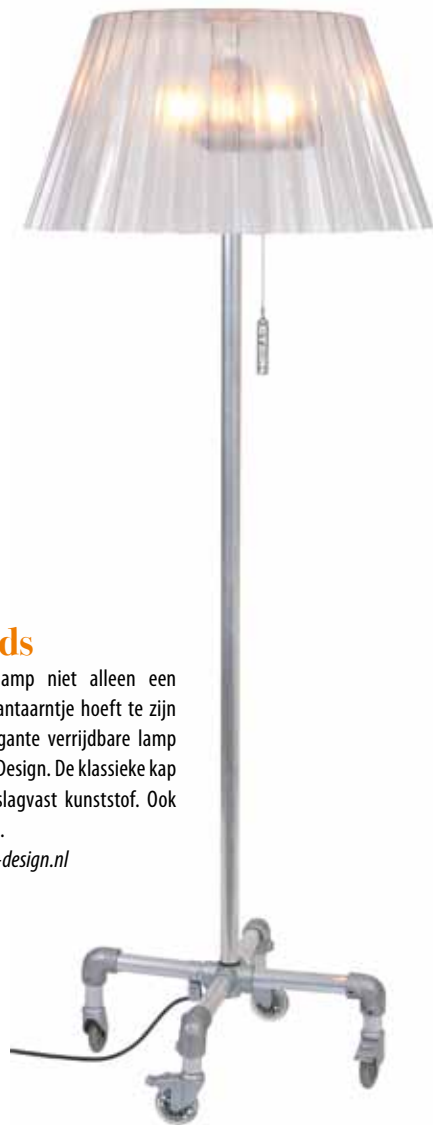 ds
amp niet alleen een
antaarntje hoeft te zijn
gante verrijdbare lamp
Design. De klassieke kap
slagvast kunststof. Ook
.
-design.nl